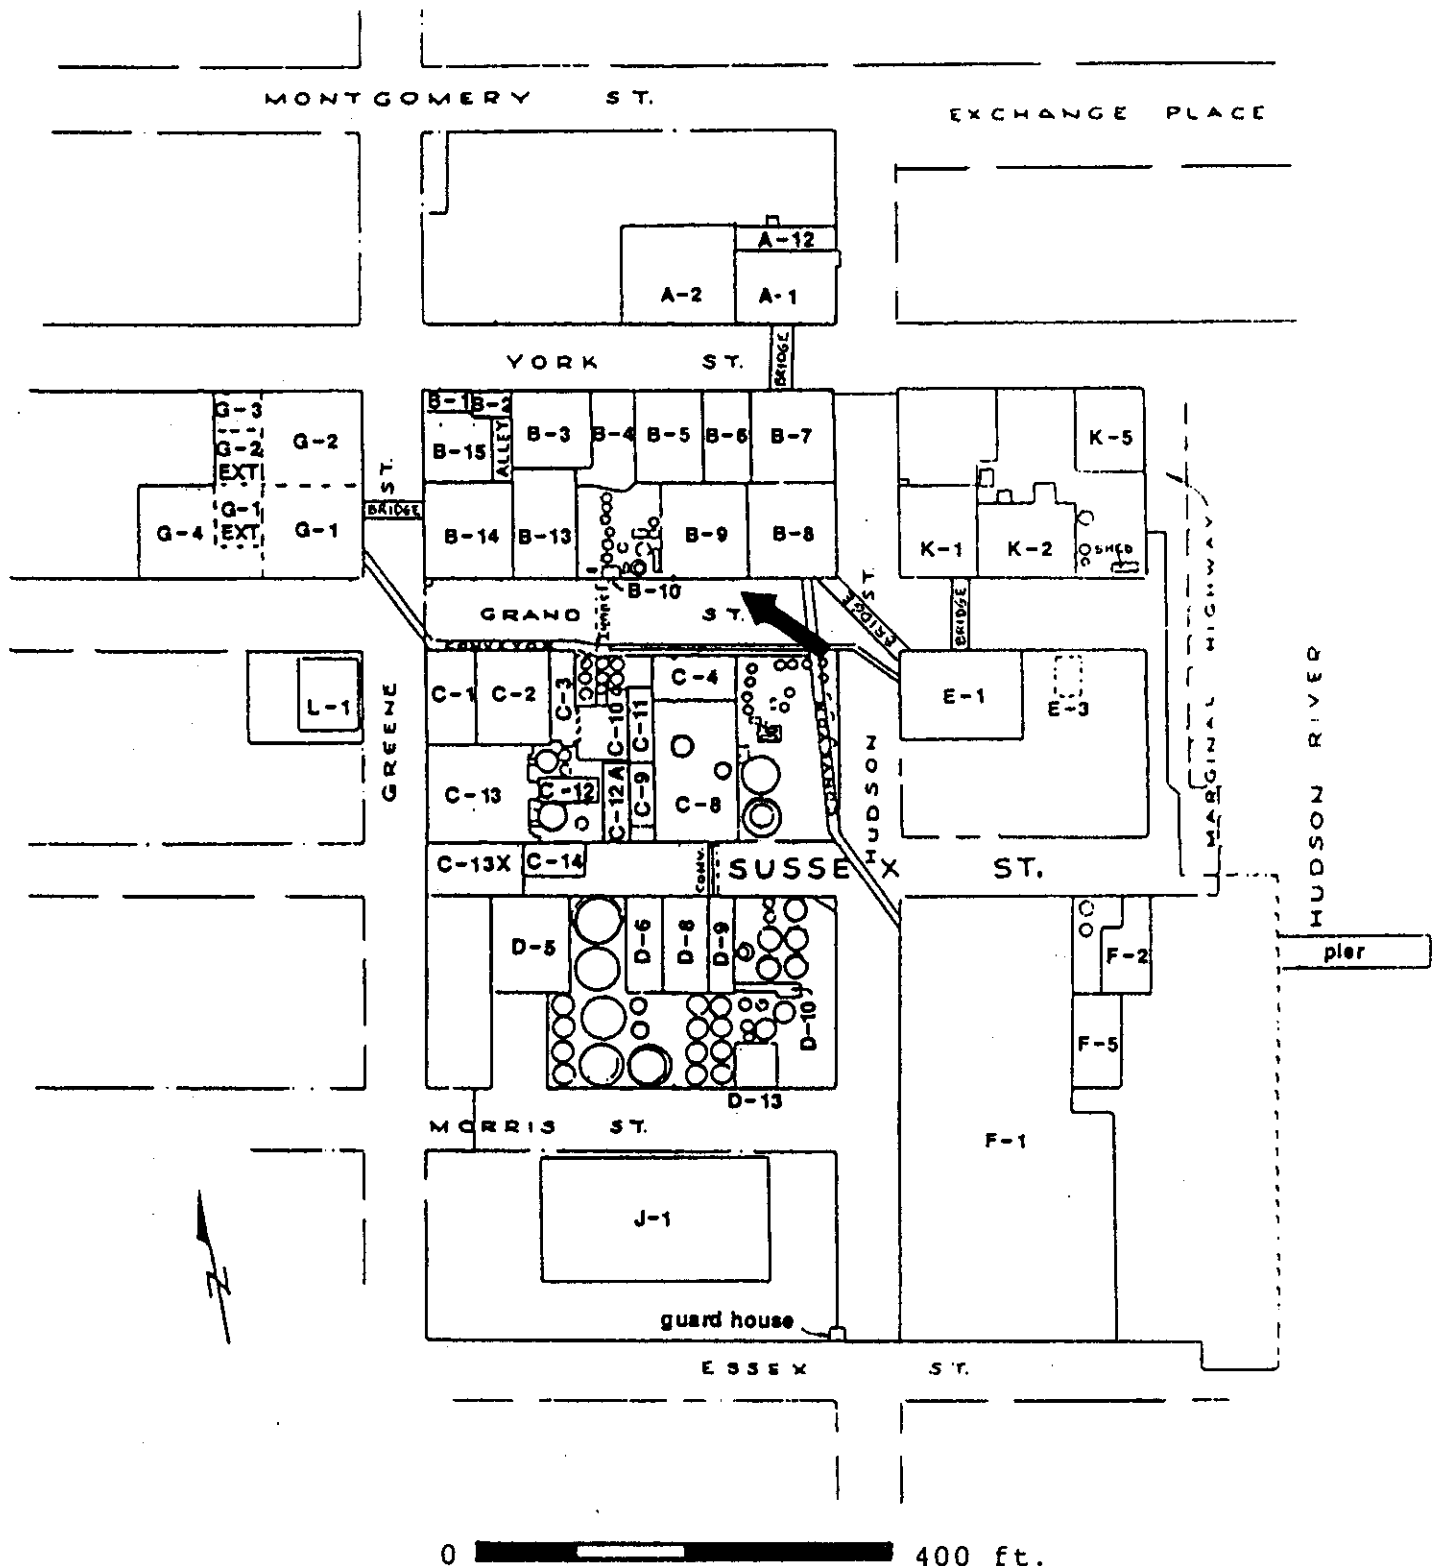 MONTGOMERY ST.
EXCHANGE PLACE
A-12
A-2
A-1
YORK ST.
BRIDGE
G-3
G-2
G-2
EXT
G-1
EXT
G-4
G-1
ST.
BRIDGE
B-1
B-2
B-15
ALLEY
B-3
B-4
B-5
B-6
B-7
K-5
B-14
B-13
B-9
B-8
K-1
K-2
SHED
B-10
GRAND ST.
BRIDGE
ST.
BRIDGE
MARGINAL HIGHWAY
HUDSON RIVER
L-1
GREENE
C-1
C-2
C-3
C-10
C-11
C-4
E-1
E-3
C-13
C-12
C-12A
C-9
C-8
HUDSON
C-13X
C-14
CONV.
SUSSEX ST.
D-5
D-6
D-8
D-9
D-10
F-2
pier
F-5
D-13
MORRIS ST.
F-1
J-1
N
guard house
ESSEX ST.
0 400 ft.